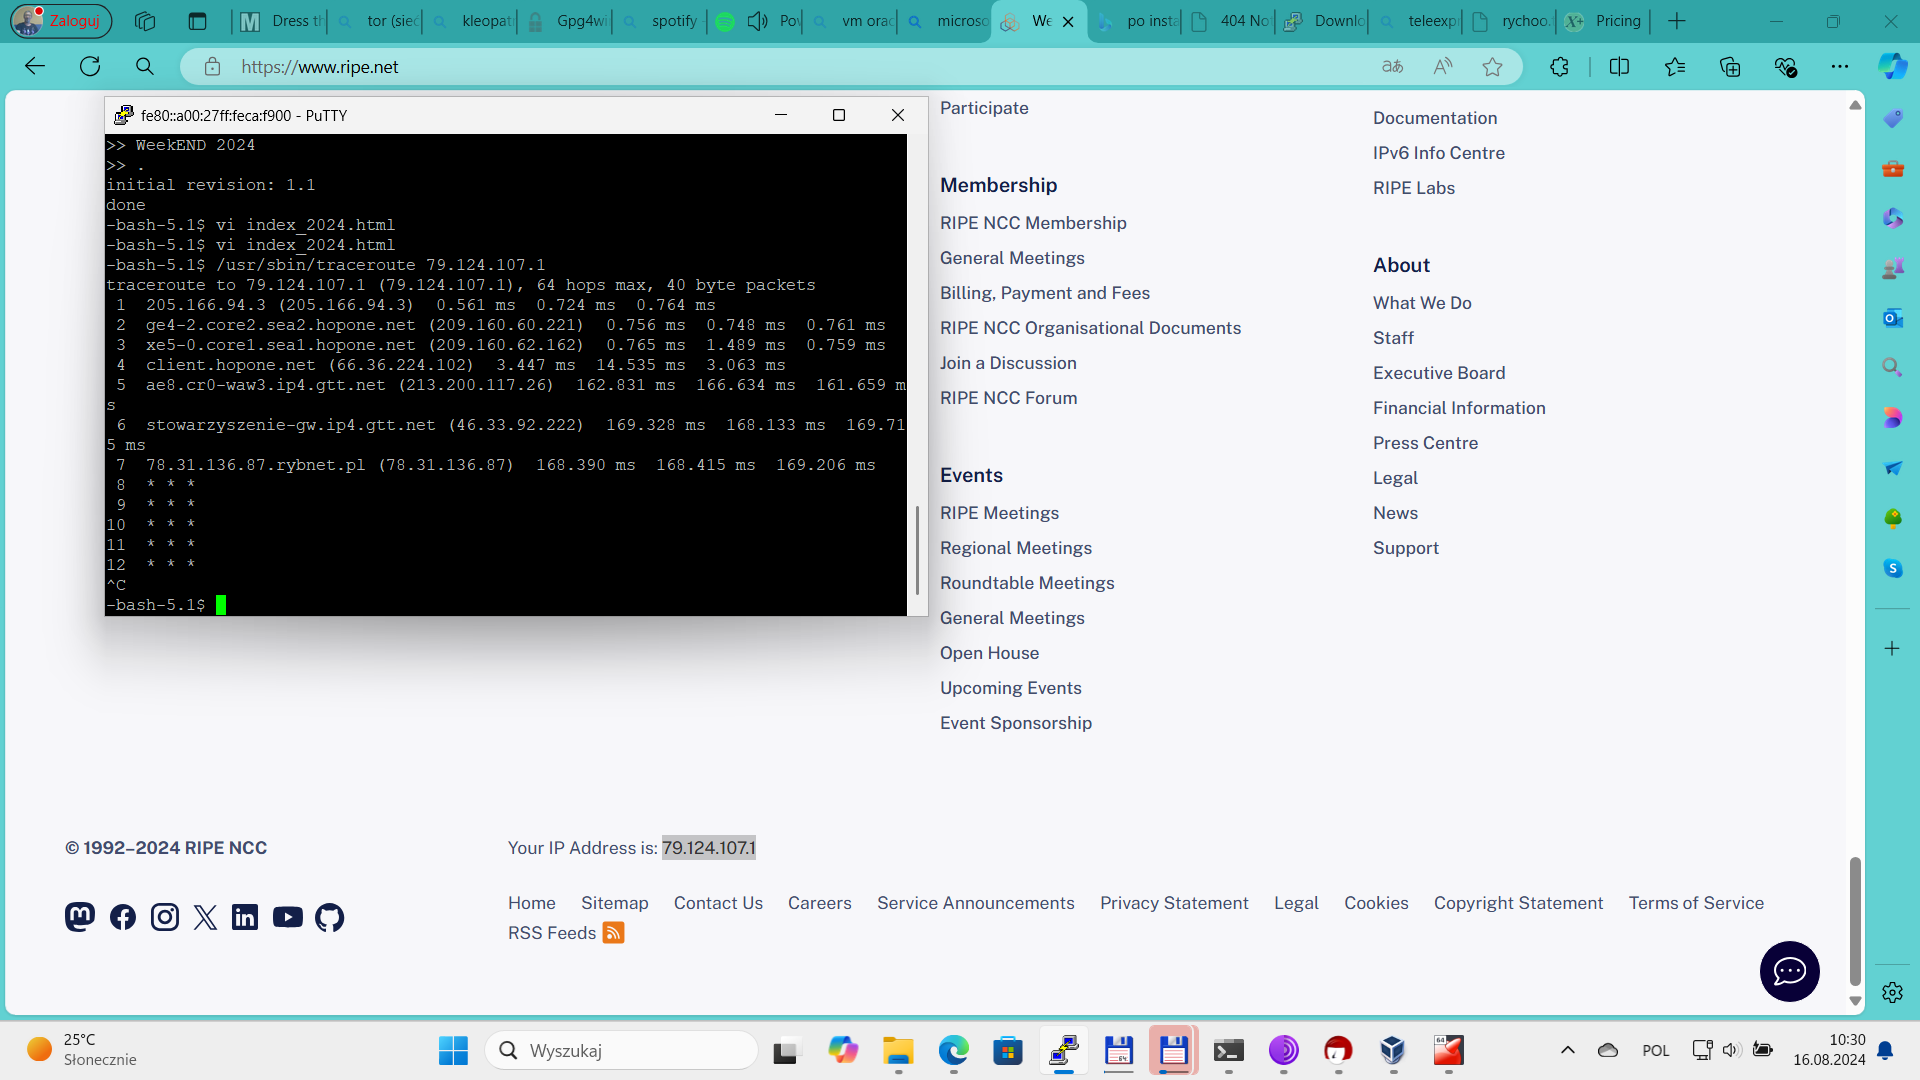 Zaloguj
Dress th
tor (sieć
kleopat
Gpg4wi
spotify
Pov
vm orac
microso
We
po insta
404 No
Downlo
teleexp
rychoo.
Pricing
https://www.ripe.net
fe80::a00:27ff:feca:f900 - PuTTY
>> WeekEND 2024
>> .
initial revision: 1.1
done
-bash-5.1$ vi index_2024.html
-bash-5.1$ vi index_2024.html
-bash-5.1$ /usr/sbin/traceroute 79.124.107.1
traceroute to 79.124.107.1 (79.124.107.1), 64 hops max, 40 byte packets
1  205.166.94.3 (205.166.94.3)  0.561 ms  0.724 ms  0.764 ms
2  ge4-2.core2.sea2.hopone.net (209.160.60.221)  0.756 ms  0.748 ms  0.761 ms
3  xe5-0.core1.sea1.hopone.net (209.160.62.162)  0.765 ms  1.489 ms  0.759 ms
4  client.hopone.net (66.36.224.102)  3.447 ms  14.535 ms  3.063 ms
5  ae8.cr0-waw3.ip4.gtt.net (213.200.117.26)  162.831 ms  166.634 ms  161.659 m
s
6  stowarzyszenie-gw.ip4.gtt.net (46.33.92.222)  169.328 ms  168.133 ms  169.71
5 ms
7  78.31.136.87.rybnet.pl (78.31.136.87)  168.390 ms  168.415 ms  169.206 ms
8  * * *
9  * * *
10  * * *
11  * * *
12  * * *
^C
-bash-5.1$
Participate
Membership
RIPE NCC Membership
General Meetings
Billing, Payment and Fees
RIPE NCC Organisational Documents
Join a Discussion
RIPE NCC Forum
Events
RIPE Meetings
Regional Meetings
Roundtable Meetings
General Meetings
Open House
Upcoming Events
Event Sponsorship
Documentation
IPv6 Info Centre
RIPE Labs
About
What We Do
Staff
Executive Board
Financial Information
Press Centre
Legal
News
Support
© 1992–2024 RIPE NCC
Your IP Address is: 79.124.107.1
Home Sitemap Contact Us Careers Service Announcements Privacy Statement Legal Cookies Copyright Statement Terms of Service
RSS Feeds
25°C
Słonecznie
Wyszukaj
POL
10:30
16.08.2024